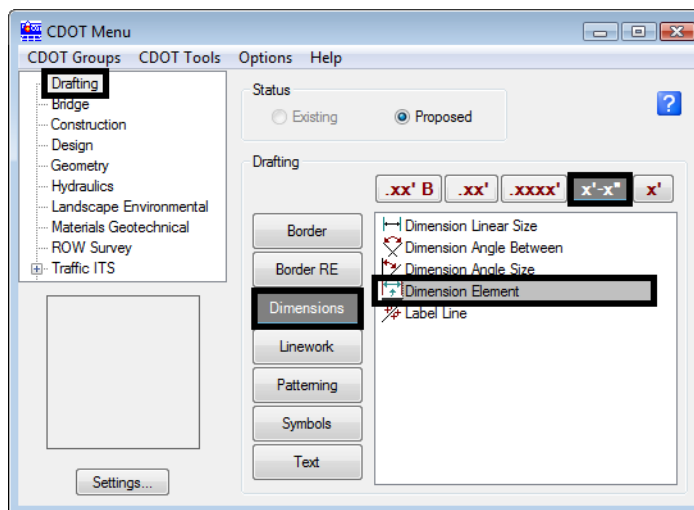 CDOT Menu
CDOT Groups CDOT Tools Options Help
Drafting
Bridge
Construction
Design
Geometry
Hydraulics
Landscape Environmental
Materials Geotechnical
ROW Survey
Traffic ITS
Settings...
Status
Existing Proposed
?
Drafting
.xx' B .xx' .xxxx' x'-x" x'
Border
Border RE
Dimensions
Linework
Patterning
Symbols
Text
Dimension Linear Size
Dimension Angle Between
Dimension Angle Size
Dimension Element
Label Line